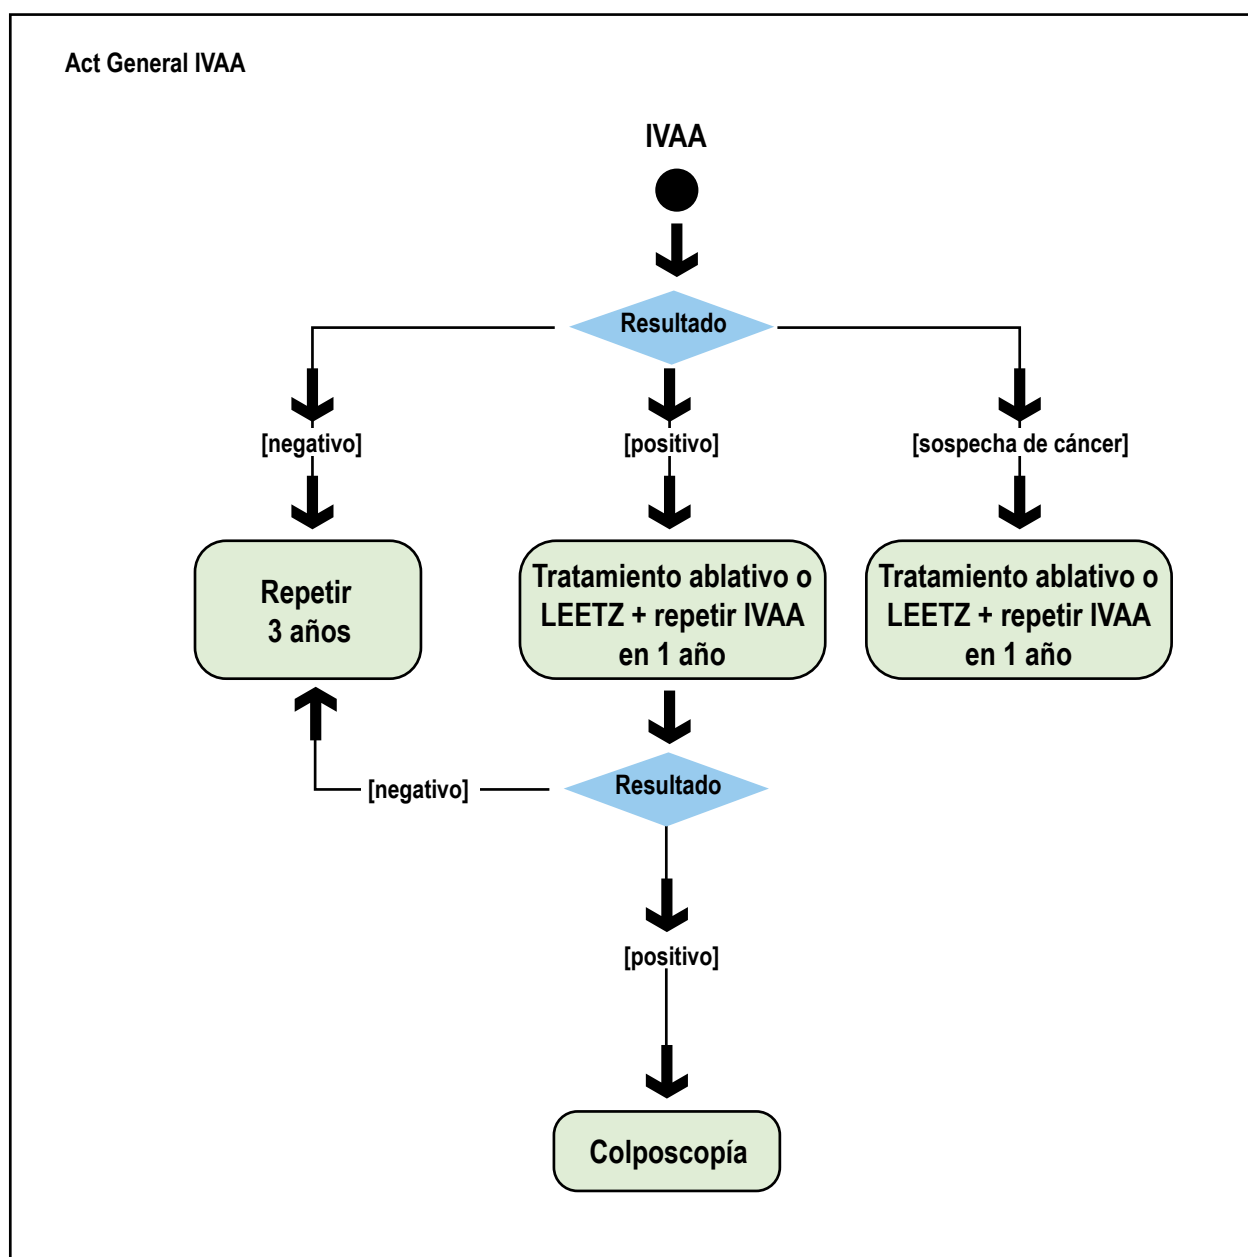 Act General IVAA
IVAA
Resultado
[negativo]
[positivo]
[sospecha de cáncer]
Repetir
3 años
Tratamiento ablativo o
LEETZ + repetir IVAA
en 1 año
Tratamiento ablativo o
LEETZ + repetir IVAA
en 1 año
Resultado
[negativo]
[positivo]
Colposcopía